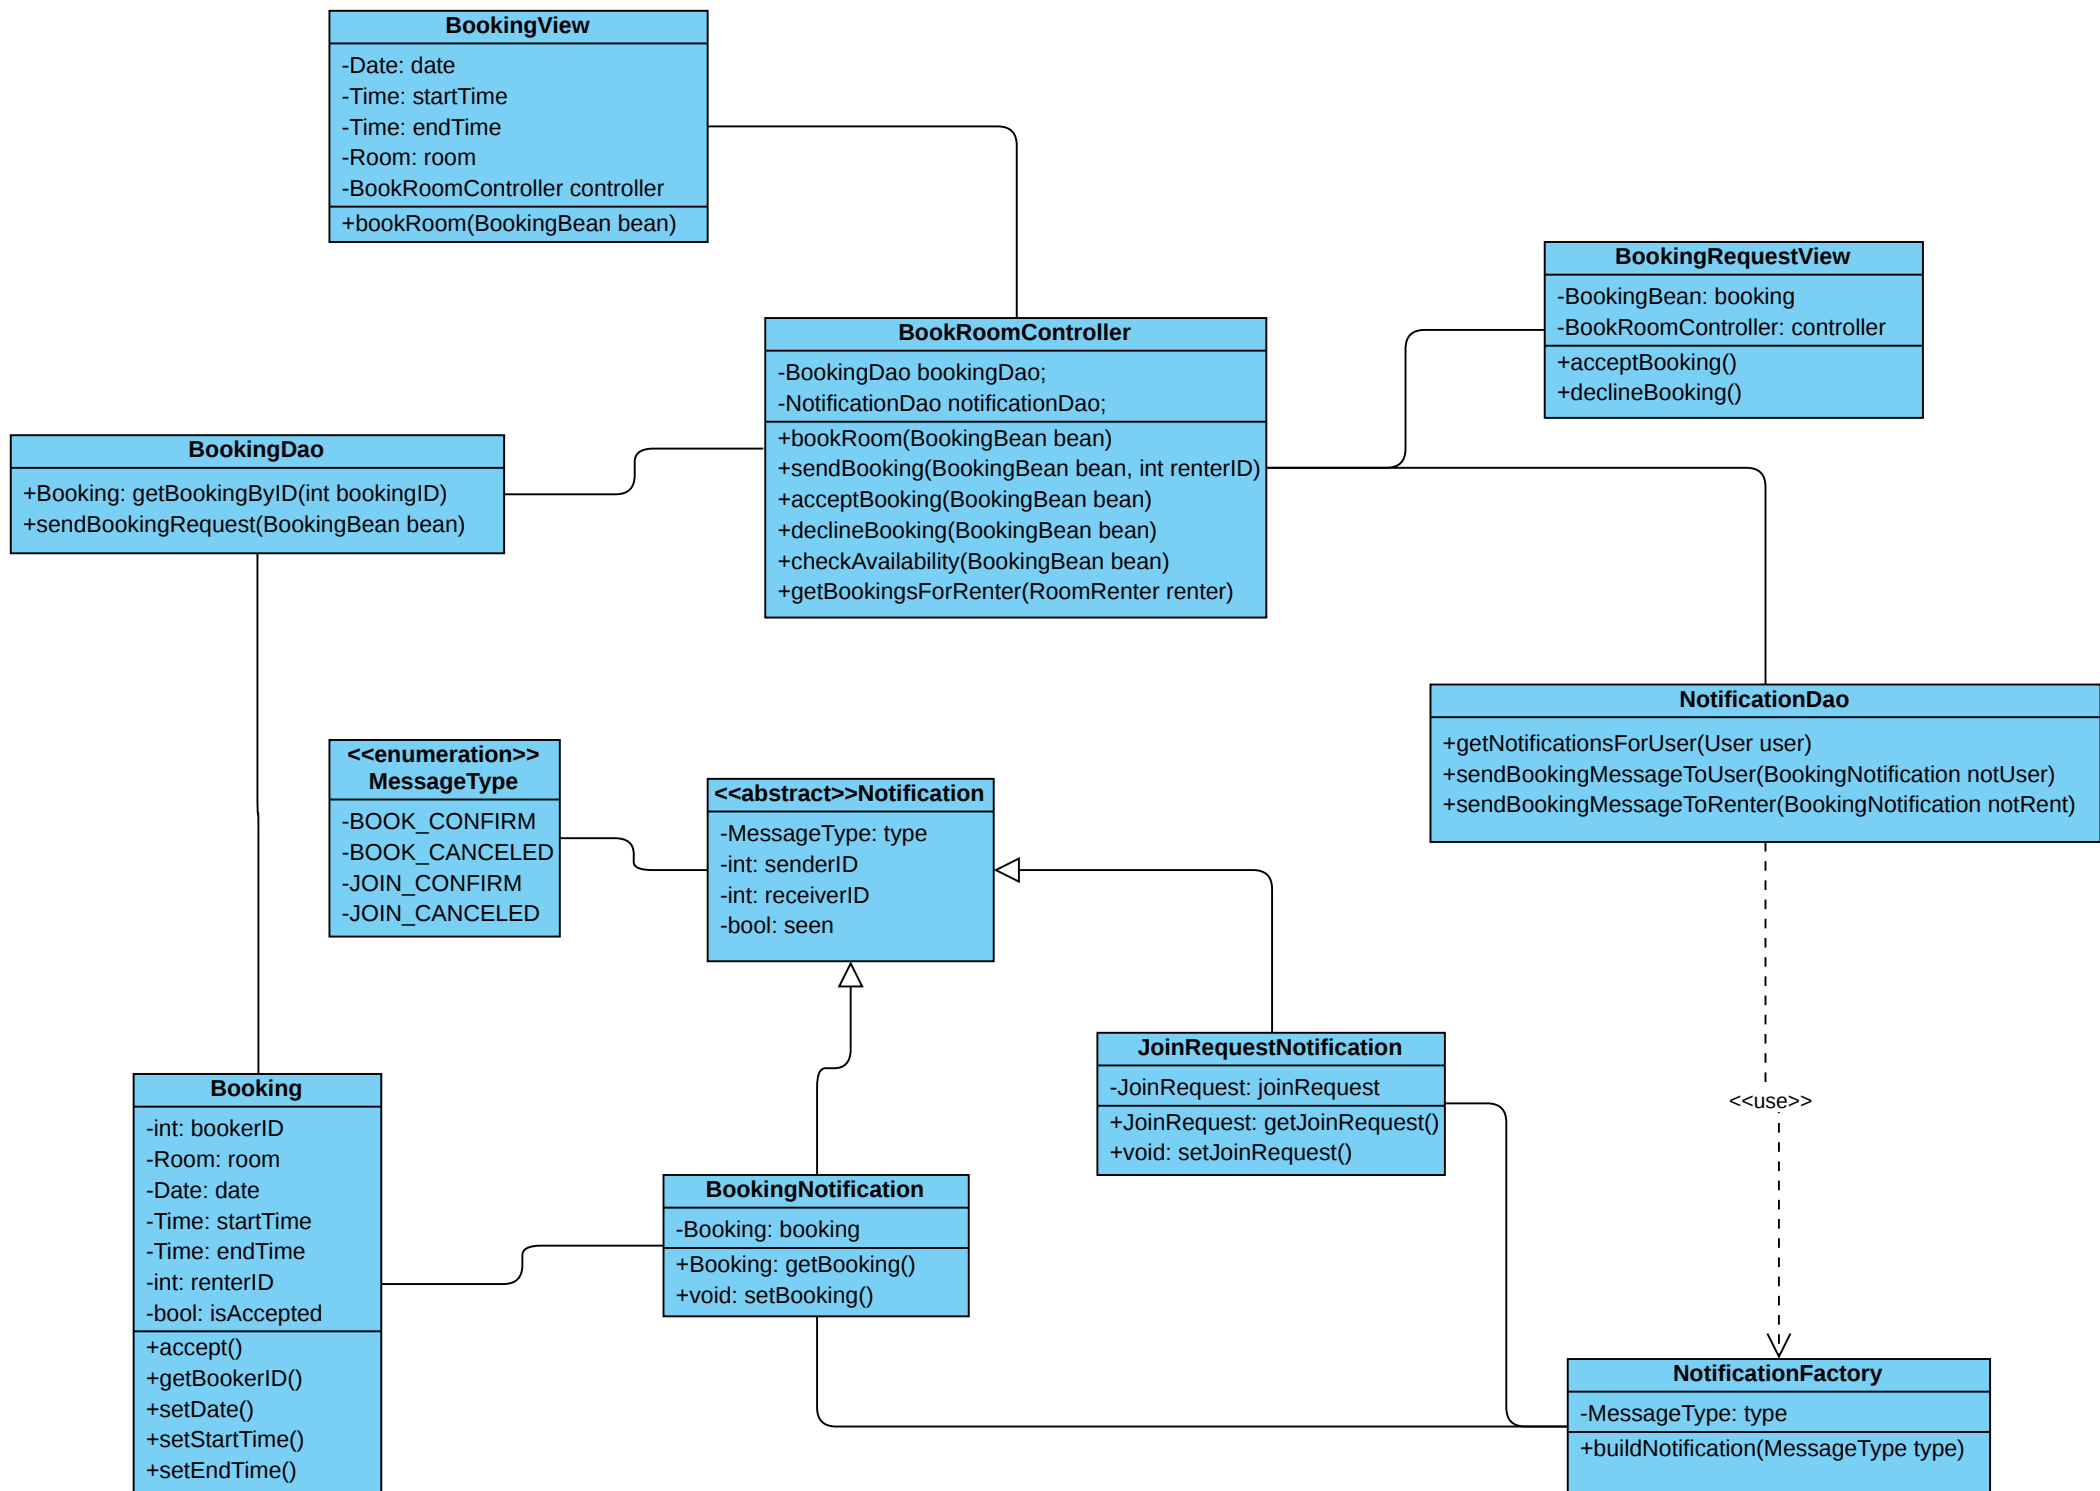 BookingView
-Date: date
-Time: startTime
-Time: endTime
-Room: room
-BookRoomController controller
+bookRoom(BookingBean bean)
BookingRequestView
-BookingBean: booking
-BookRoomController: controller
+acceptBooking()
+declineBooking()
BookRoomController
-BookingDao bookingDao;
-NotificationDao notificationDao;
+bookRoom(BookingBean bean)
+sendBooking(BookingBean bean, int renterID)
+acceptBooking(BookingBean bean)
+declineBooking(BookingBean bean)
+checkAvailability(BookingBean bean)
+getBookingsForRenter(RoomRenter renter)
BookingDao
+Booking: getBookingByID(int bookingID)
+sendBookingRequest(BookingBean bean)
NotificationDao
+getNotificationsForUser(User user)
+sendBookingMessageToUser(BookingNotification notUser)
+sendBookingMessageToRenter(BookingNotification notRent)
<<enumeration>>
MessageType
-BOOK_CONFIRM
-BOOK_CANCELED
-JOIN_CONFIRM
-JOIN_CANCELED
<<abstract>>Notification
-MessageType: type
-int: senderID
-int: receiverID
-bool: seen
JoinRequestNotification
-JoinRequest: joinRequest
+JoinRequest: getJoinRequest()
+void: setJoinRequest()
<<use>>
Booking
-int: bookerID
-Room: room
-Date: date
-Time: startTime
-Time: endTime
-int: renterID
-bool: isAccepted
+accept()
+getBookerID()
+setDate()
+setStartTime()
+setEndTime()
BookingNotification
-Booking: booking
+Booking: getBooking()
+void: setBooking()
NotificationFactory
-MessageType: type
+buildNotification(MessageType type)